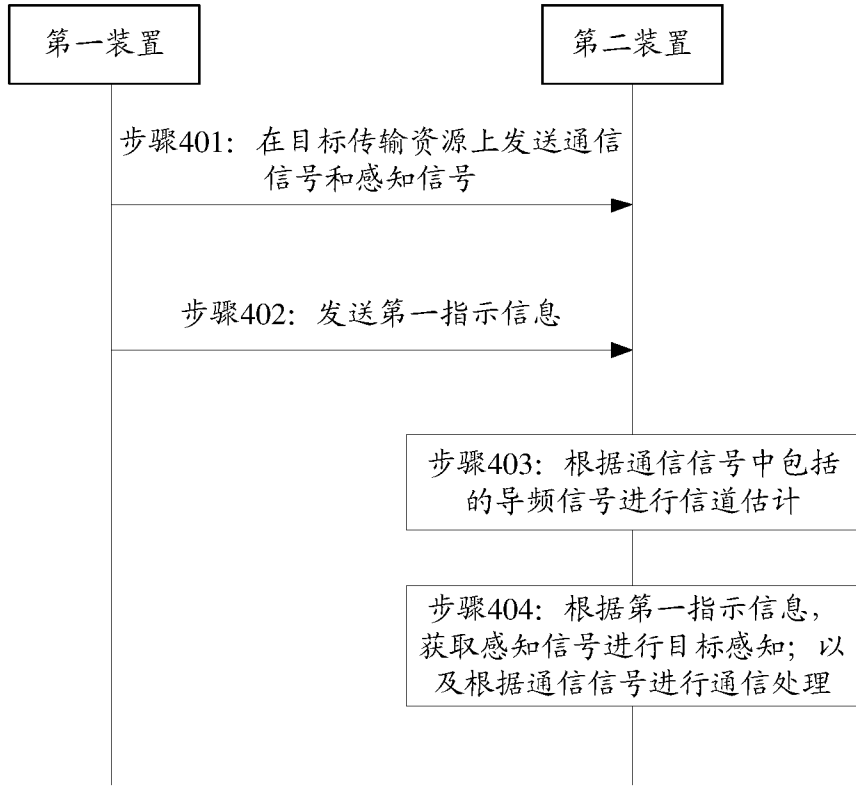 第一装置
第二装置
步骤401：在目标传输资源上发送通信
信号和感知信号
步骤402：发送第一指示信息
步骤403：根据通信信号中包括
的导频信号进行信道估计
步骤404：根据第一指示信息，
获取感知信号进行目标感知；以
及根据通信信号进行通信处理